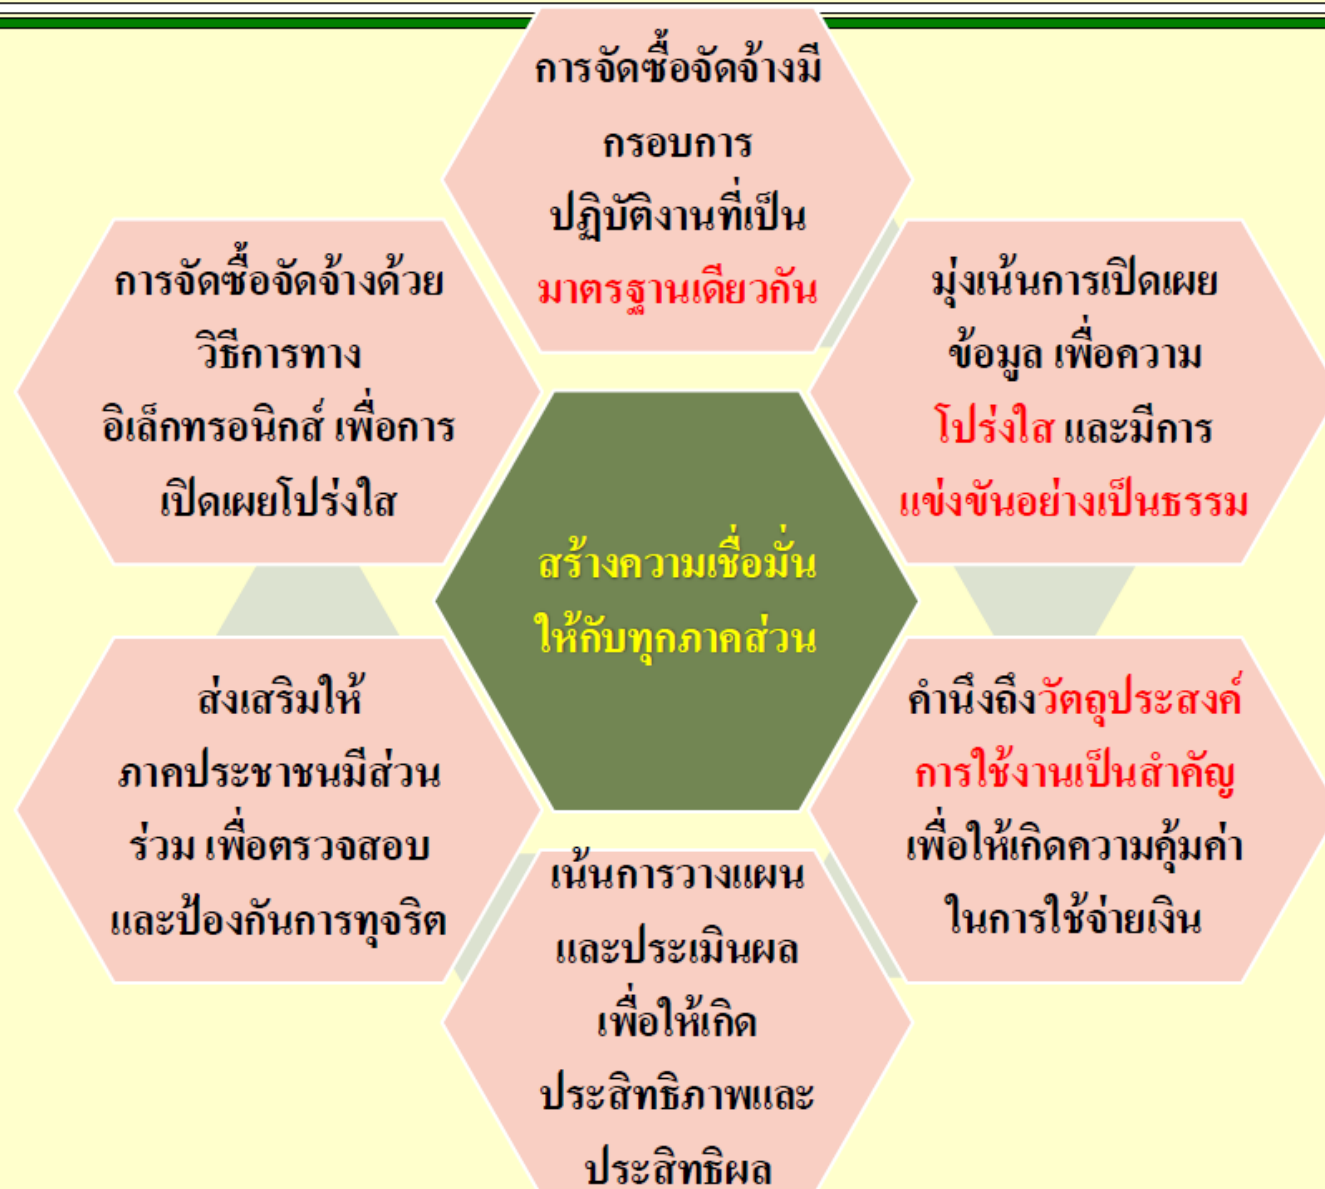 การจัดซื้อจัดจ้างมี
กรอบการ
ปฏิบัติงานที่เป็น
มาตรฐานเดียวกัน
มุ่งเน้นการเปิดเผย
ข้อมูล เพื่อความ
โปร่งใส และมีการ
แข่งขันอย่างเป็นธรรม
คำนึงถึงวัตถุประสงค์
การใช้งานเป็นสำคัญ
เพื่อให้เกิดความคุ้มค่า
ในการใช้จ่ายเงิน
เน้นการวางแผน
และประเมินผล
เพื่อให้เกิด
ประสิทธิภาพและ
ประสิทธิผล
ส่งเสริมให้
ภาคประชาชนมีส่วน
ร่วม เพื่อตรวจสอบ
และป้องกันการทุจริต
การจัดซื้อจัดจ้างด้วย
วิธีการทาง
อิเล็กทรอนิกส์ เพื่อการ
เปิดเผยโปร่งใส
สร้างความเชื่อมั่น
ให้กับทุกภาคส่วน